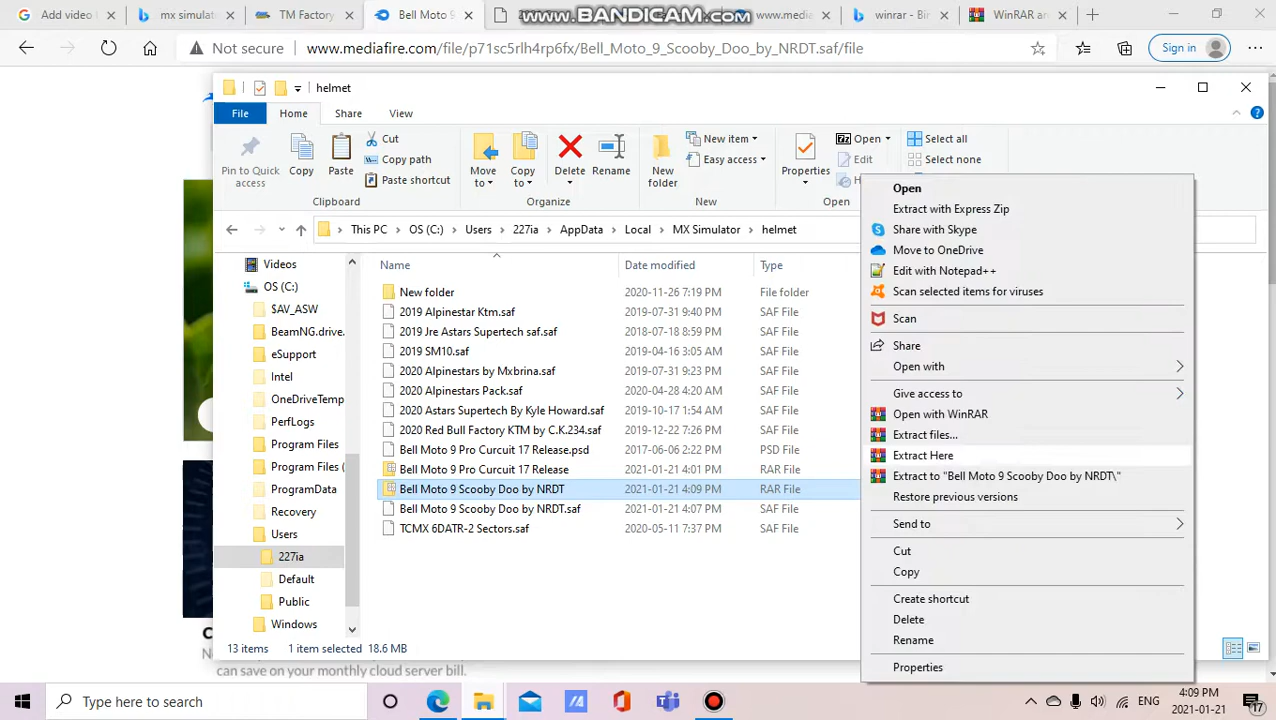 Add video
mx simulato
TM Factory
Bell Moto 9
20
www.BANDICAM.com
www.media
winrar - Bin
WinRAR arc
Not secure
www.mediafire.com/file/p71sc5rlh4rp6fx/Bell_Moto_9_Scooby_Doo_by_NRDT.saf/file
Sign in
helmet
File
Home
Share
View
Pin to Quick
access
Copy
Paste
Cut
Copy path
Paste shortcut
Clipboard
Move
to
Copy
to
Delete
Rename
Organize
New
folder
New item
Easy access
New
Properties
Open
Edit
Open
Select all
Select none
This PC
OS (C:)
Users
227ia
AppData
Local
MX Simulator
helmet
Videos
OS (C:)
$AV_ASW
BeamNG.drive.
eSupport
Intel
OneDriveTemp
PerfLogs
Program Files
Program Files (
ProgramData
Recovery
Users
227ia
Default
Public
Windows
Name Date modified Type
New folder 2020-11-26 7:19 PM File folder
2019 Alpinestar Ktm.saf 2019-07-31 9:40 PM SAF File
2019 Jre Astars Supertech saf.saf 2018-07-18 8:59 PM SAF File
2019 SM10.saf 2019-04-16 3:05 AM SAF File
2020 Alpinestars by Mxbrina.saf 2019-07-31 9:23 PM SAF File
2020 Alpinestars Pack.saf 2020-04-28 4:20 AM SAF File
2020 Astars Supertech By Kyle Howard.saf 2019-10-17 1:54 AM SAF File
2020 Red Bull Factory KTM by C.K.234.saf 2019-12-22 7:26 PM SAF File
Bell Moto 9 Pro Curcuit 17 Release.psd 2017-06-06 2:22 PM PSD File
Bell Moto 9 Pro Curcuit 17 Release 2021-01-21 4:01 PM RAR File
Bell Moto 9 Scooby Doo by NRDT 2021-01-21 4:09 PM RAR File
Bell Moto 9 Scooby Doo by NRDT.saf 2021-01-21 4:07 PM SAF File
TCMX 6DATR-2 Sectors.saf 2020-05-11 7:37 PM SAF File
Open
Extract with Express Zip
Share with Skype
Move to OneDrive
Edit with Notepad++
Scan selected items for viruses
Scan
Share
Open with
Give access to
Open with WinRAR
Extract files...
Extract Here
Extract to "Bell Moto 9 Scooby Doo by NRDT\"
Restore previous versions
Send to
Cut
Copy
Create shortcut
Delete
Rename
Properties
13 items
1 item selected 18.6 MB
can save on your monthly cloud server bill.
Type here to search
ENG
4:09 PM
2021-01-21
17